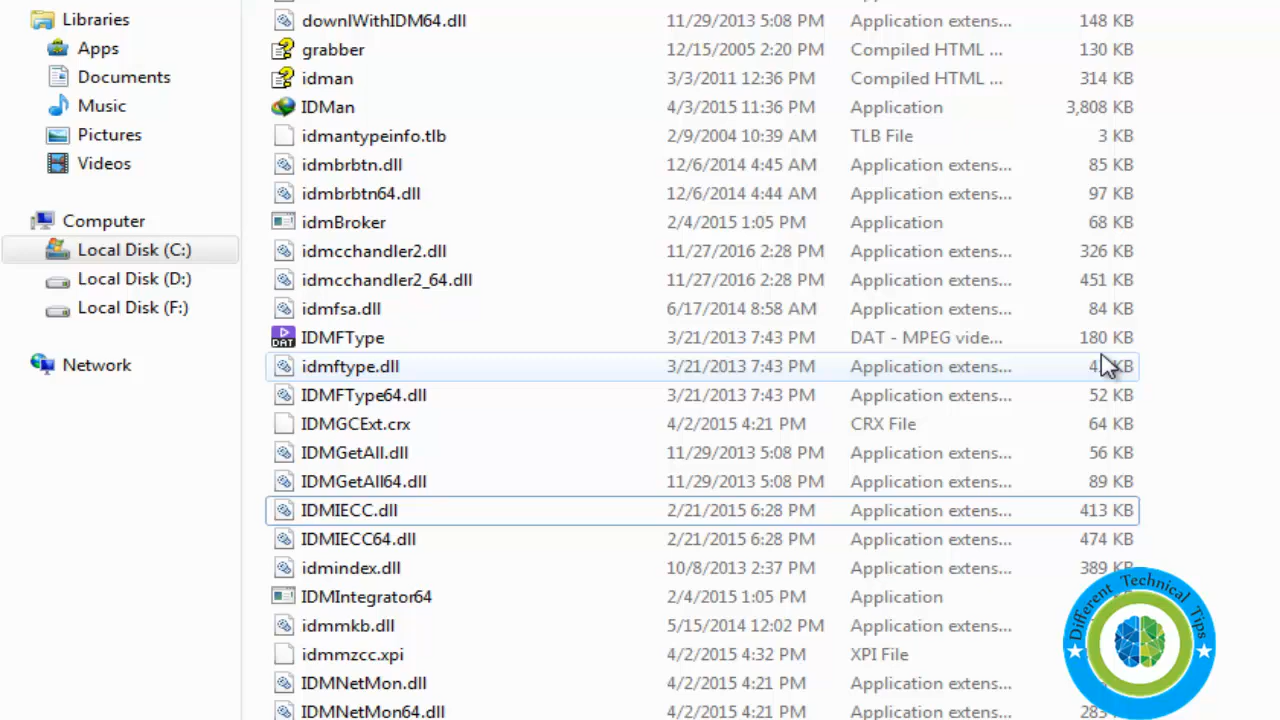 Libraries
Apps
Documents
Music
Pictures
Videos
Computer
Local Disk (C:)
Local Disk (D:)
Local Disk (F:)
Network
downlWithIDM64.dll 11/29/2013 5:08 PM Application extens... 148 KB
grabber 12/15/2005 2:20 PM Compiled HTML ... 130 KB
idman 3/3/2011 12:36 PM Compiled HTML ... 314 KB
IDMan 4/3/2015 11:36 PM Application 3,808 KB
idmantypeinfo.tlb 2/9/2004 10:39 AM TLB File 3 KB
idmbrbtn.dll 12/6/2014 4:45 AM Application extens... 85 KB
idmbrbtn64.dll 12/6/2014 4:44 AM Application extens... 97 KB
idmBroker 2/4/2015 1:05 PM Application 68 KB
idmcchandler2.dll 11/27/2016 2:28 PM Application extens... 326 KB
idmcchandler2_64.dll 11/27/2016 2:28 PM Application extens... 451 KB
idmfsa.dll 6/17/2014 8:58 AM Application extens... 84 KB
IDMFType 3/21/2013 7:43 PM DAT - MPEG vide... 180 KB
DAT
idmftype.dll 3/21/2013 7:43 PM Application extens... KB
IDMFType64.dll 3/21/2013 7:43 PM Application extens... 52 KB
IDMGCExt.crx 4/2/2015 4:21 PM CRX File 64 KB
IDMGetAll.dll 11/29/2013 5:08 PM Application extens... 56 KB
IDMGetAll64.dll 11/29/2013 5:08 PM Application extens... 89 KB
IDMIECC.dll 2/21/2015 6:28 PM Application extens... 413 KB
IDMIECC64.dll 2/21/2015 6:28 PM Application extens... 474 KB
idmindex.dll 10/8/2013 2:37 PM Application extens... 389 KB
IDMIntegrator64 2/4/2015 1:05 PM Application
idmmkb.dll 5/15/2014 12:02 PM Application extens...
idmmzcc.xpi 4/2/2015 4:32 PM XPI File
IDMNetMon.dll 4/2/2015 4:21 PM Application extens...
IDMNetMon64.dll 4/2/2015 4:21 PM Application extens...
Different Technical Tips